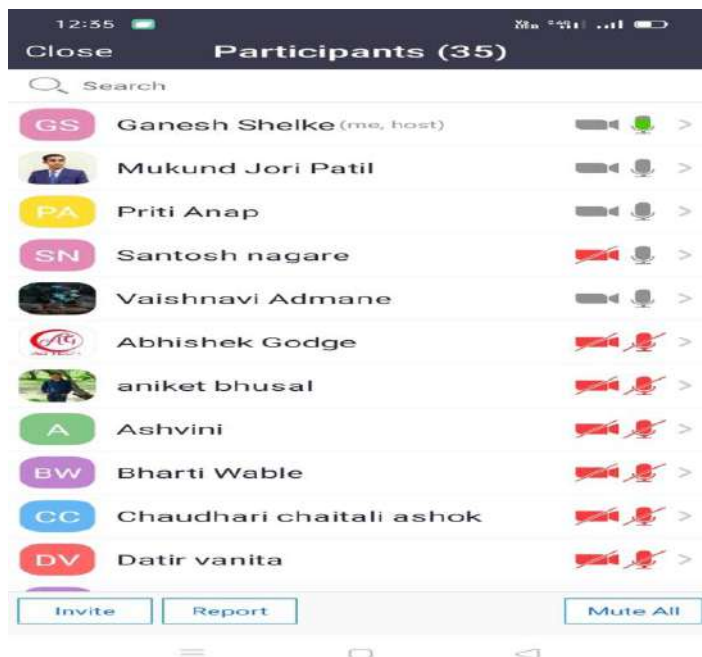 12:35
Close Participants (35)
Search
GS Ganesh Shelke (me, host)
Mukund Jori Patil
PA Priti Anap
SN Santosh nagare
Vaishnavi Admane
AG Abhishek Godge
aniket bhusal
A Ashvini
BW Bharti Wable
CC Chaudhari chaitali ashok
DV Datir vanita
Invite Report Mute All